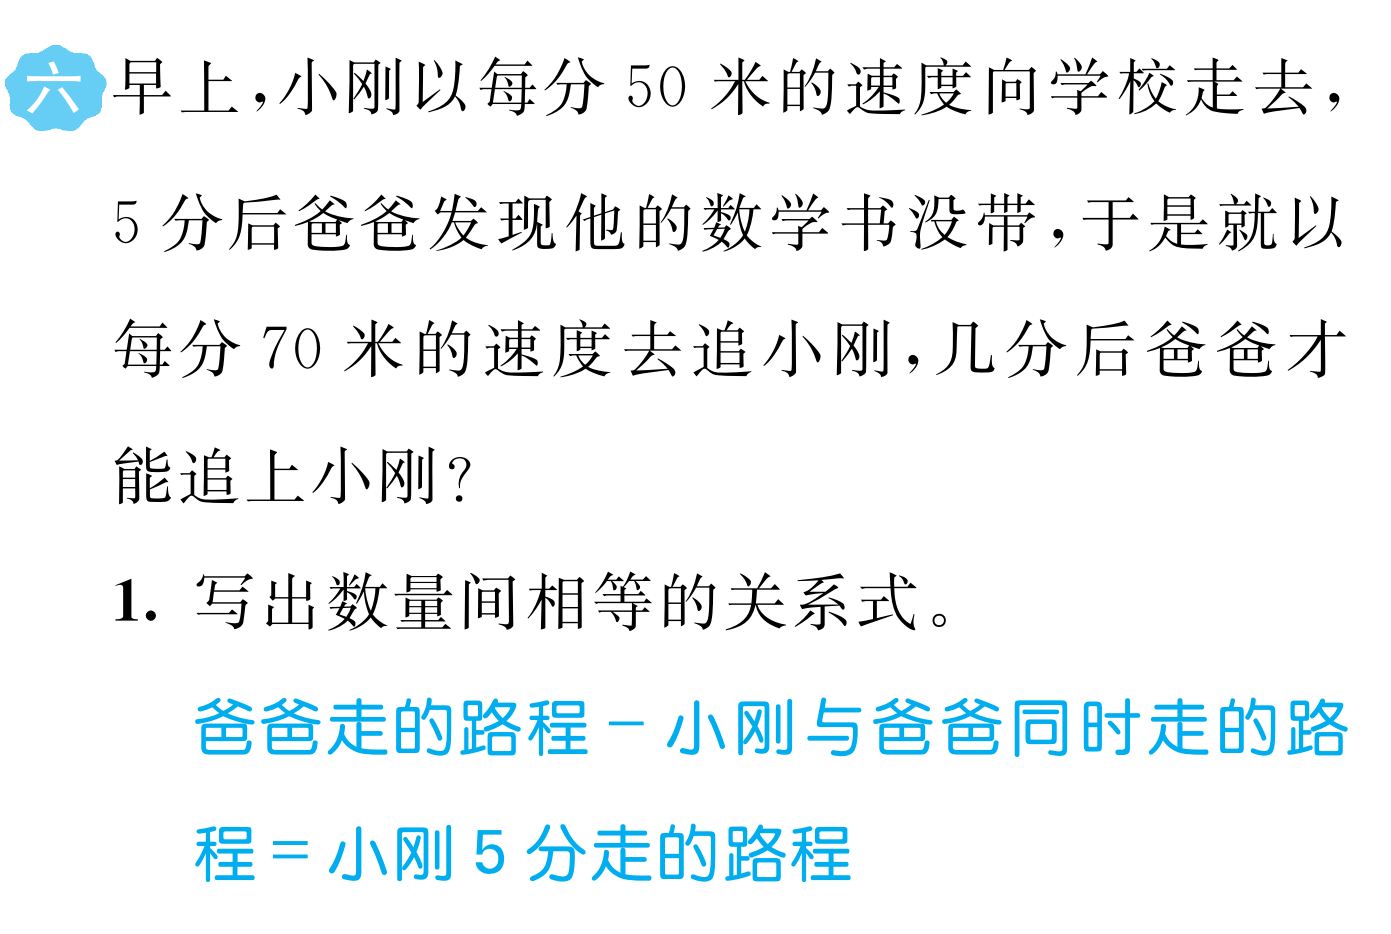 六 早上,小刚以每分 50 米的速度向学校走去,
5 分后爸爸发现他的数学书没带,于是就以
每分 70 米的速度去追小刚,几分后爸爸才
能追上小刚?
1. 写出数量间相等的关系式。
爸爸走的路程 - 小刚与爸爸同时走的路
程 = 小刚 5 分走的路程